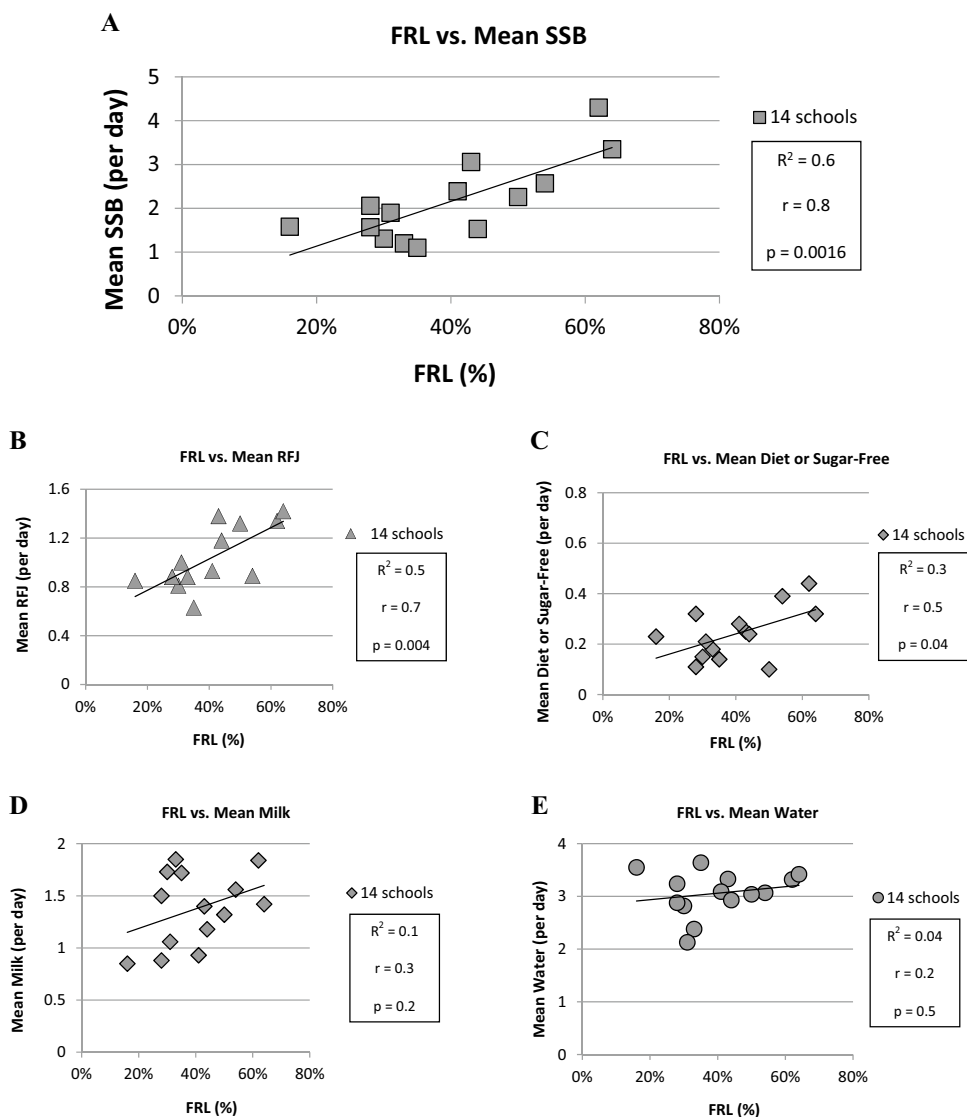 A
FRL vs. Mean SSB
Mean SSB (per day)
5
4
3
2
1
0
0% 20% 40% 60% 80%
FRL (%)
14 schools
R² = 0.6
r = 0.8
p = 0.0016
B
FRL vs. Mean RFJ
Mean RFJ (per day)
1.6
1.2
0.8
0.4
0
0% 20% 40% 60% 80%
FRL (%)
14 schools
R² = 0.5
r = 0.7
p = 0.004
C
FRL vs. Mean Diet or Sugar-Free
Mean Diet or Sugar-Free (per day)
0.8
0.6
0.4
0.2
0
0% 20% 40% 60% 80%
FRL (%)
14 schools
R² = 0.3
r = 0.5
p = 0.04
D
FRL vs. Mean Milk
Mean Milk (per day)
2
1.5
1
0.5
0
0% 20% 40% 60% 80%
FRL (%)
14 schools
R² = 0.1
r = 0.3
p = 0.2
E
FRL vs. Mean Water
Mean Water (per day)
4
3
2
1
0
0% 20% 40% 60% 80%
FRL (%)
14 schools
R² = 0.04
r = 0.2
p = 0.5